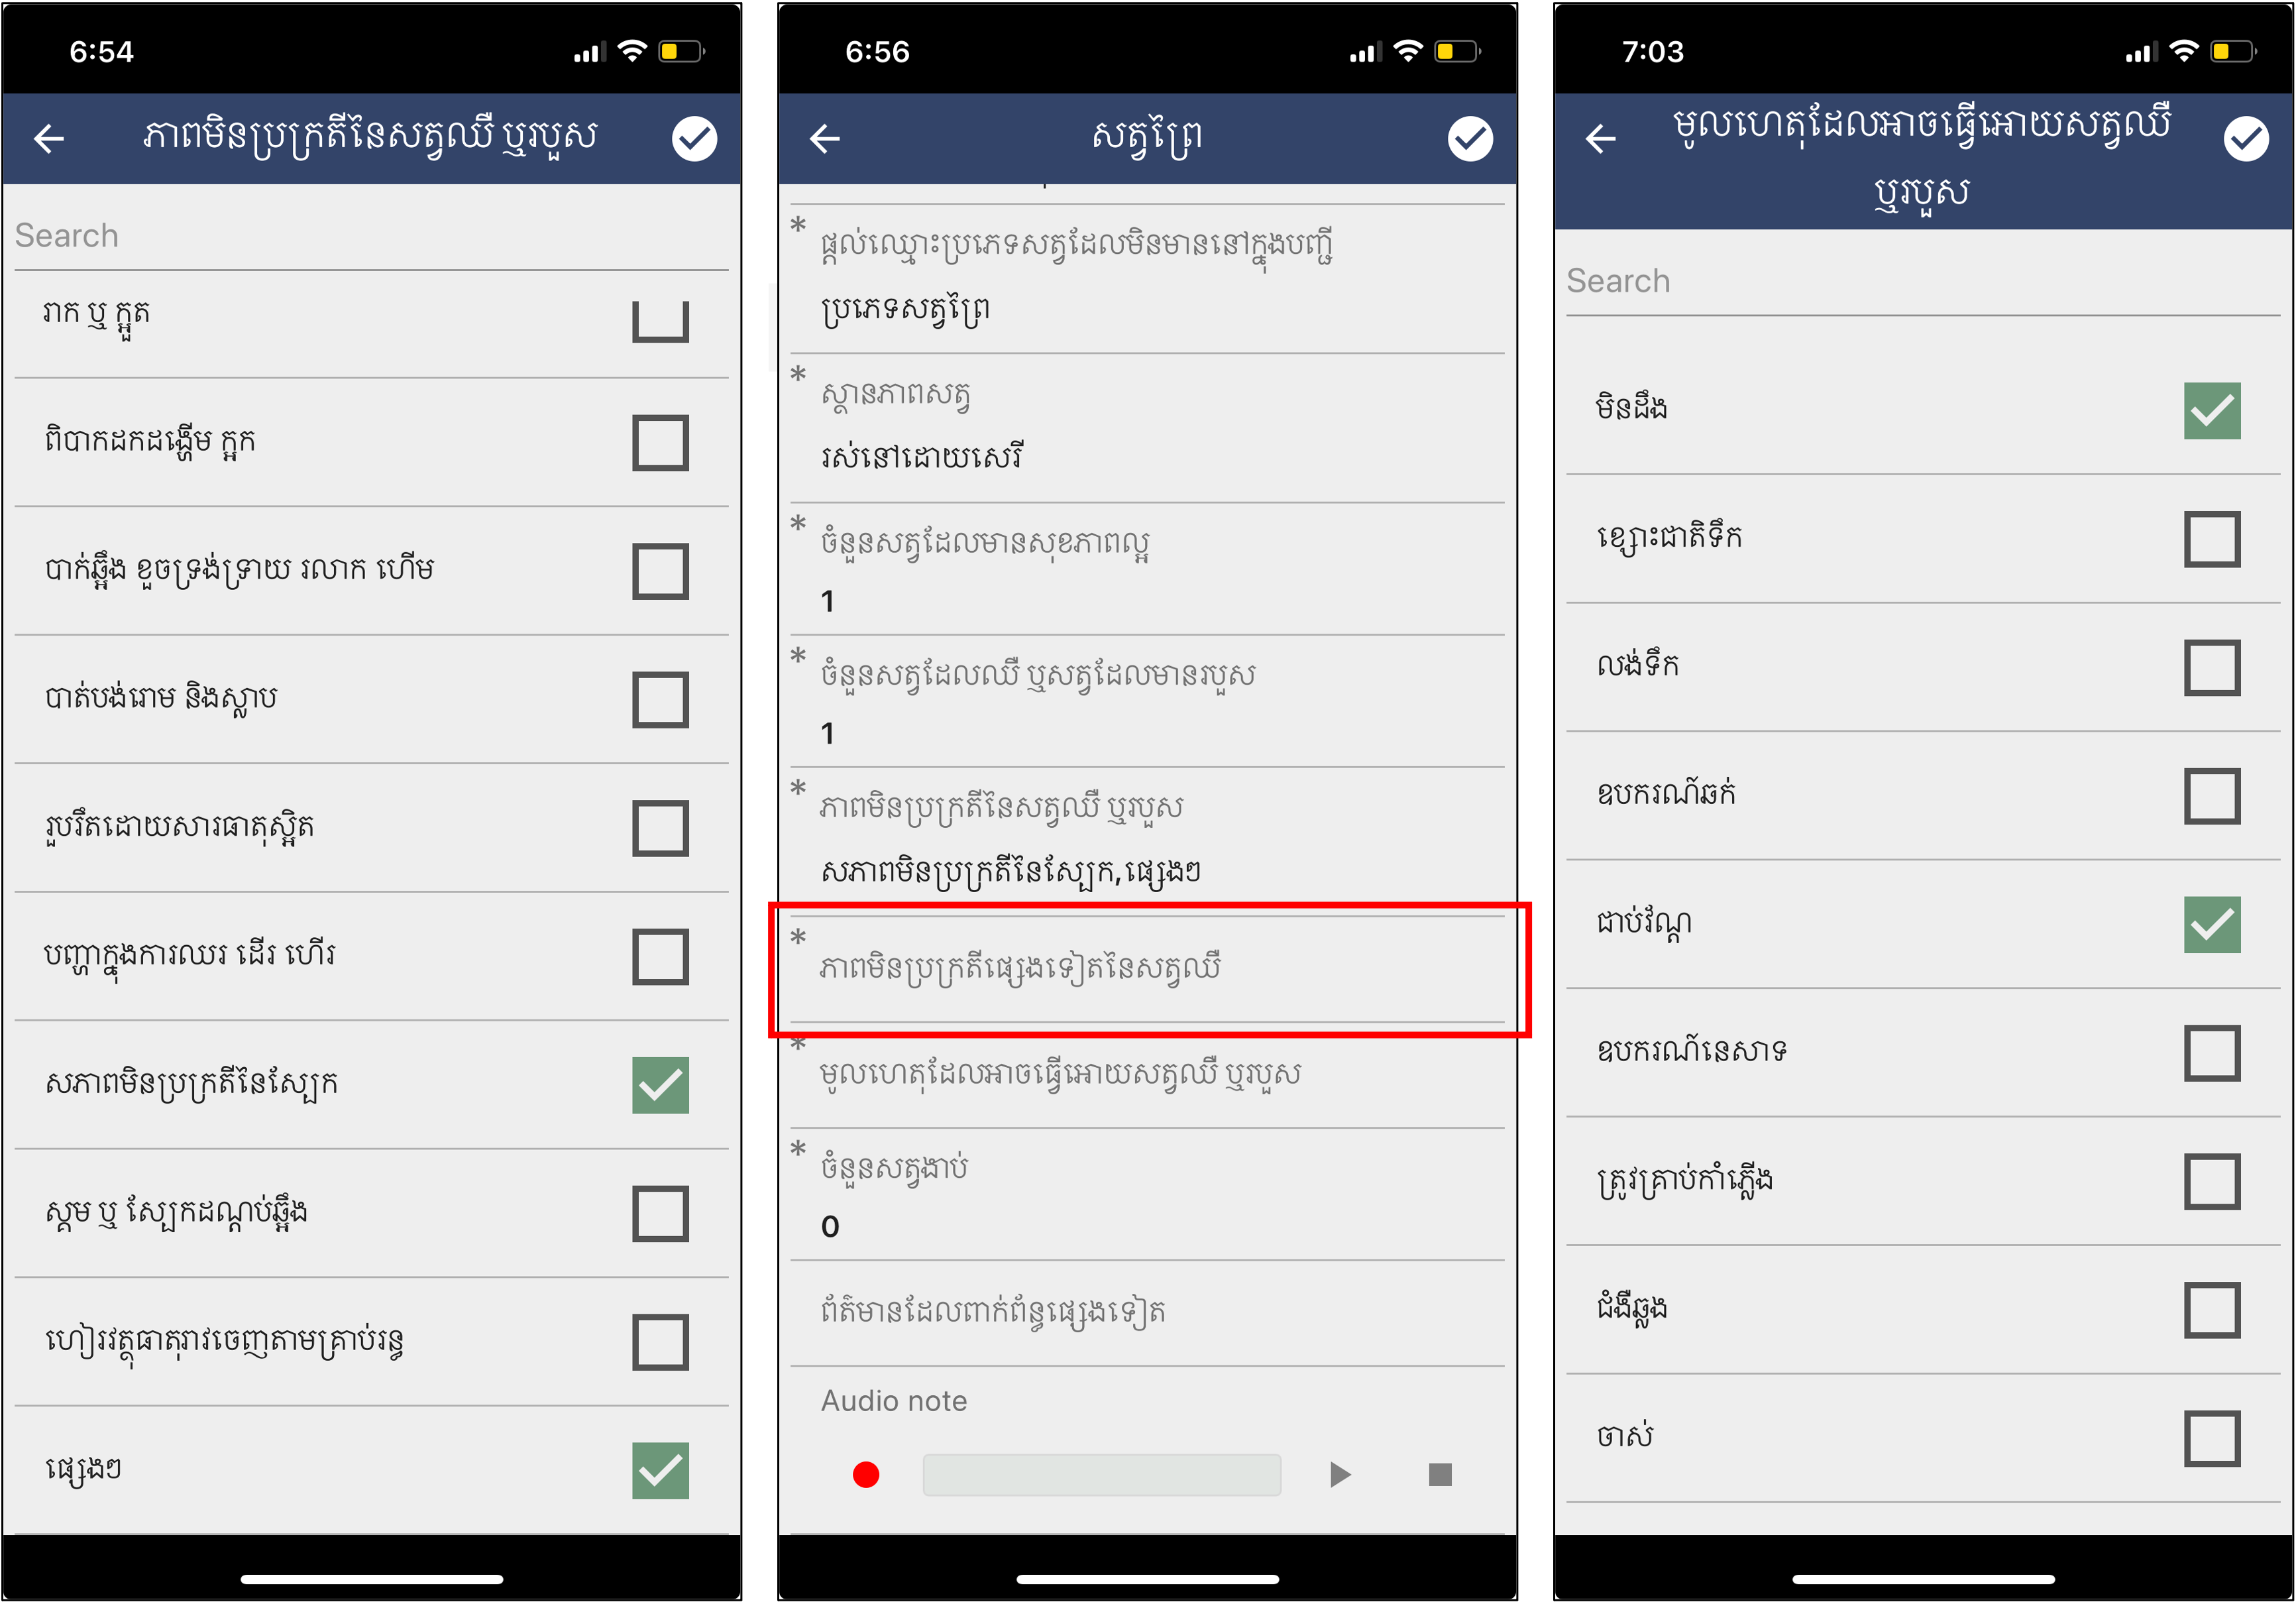 6:54
ភាពមិនប្រក្រតីនៃសត្វឈឺ ឬរបួស
Search
រាក ឬ ក្អួត
ពិបាកដកដង្ហើម ក្អក
បាក់ឆ្អឹង ខូចទ្រង់ទ្រាយ រលាក ហើម
បាត់បង់រោម និងស្លាប
រួបរឹតដោយសារធាតុស្អិត
បញ្ហាក្នុងការឈរ ដើរ ហើរ
សភាពមិនប្រក្រតីនៃស្បែក
ស្គម ឬ ស្បែកដណ្តប់ឆ្អឹង
ហៀរវត្ថុធាតុរាវចេញតាមគ្រាប់រន្ធ
ផ្សេងៗ
6:56
សត្វព្រៃ
* ផ្តល់ឈ្មោះប្រភេទសត្វដែលមិនមាននៅក្នុងបញ្ជី
ប្រភេទសត្វព្រៃ
* ស្ថានភាពសត្វ
រស់នៅដោយសេរី
* ចំនួនសត្វដែលមានសុខភាពល្អ
1
* ចំនួនសត្វដែលឈឺ ឬសត្វដែលមានរបួស
1
* ភាពមិនប្រក្រតីនៃសត្វឈឺ ឬរបួស
សភាពមិនប្រក្រតីនៃស្បែក, ផ្សេងៗ
* ភាពមិនប្រក្រតីផ្សេងទៀតនៃសត្វឈឺ
* មូលហេតុដែលអាចធ្វើអោយសត្វឈឺ ឬរបួស
* ចំនួនសត្វងាប់
0
ព័ត៌មានដែលពាក់ព័ន្ធផ្សេងទៀត
Audio note
7:03
មូលហេតុដែលអាចធ្វើអោយសត្វឈឺ
ឬរបួស
Search
មិនដឹង
ខ្សោះជាតិទឹក
លង់ទឹក
ឧបករណ៍ឆក់
ជាប់វ័ណ្ឌ
ឧបករណ៍នេសាទ
ត្រូវគ្រាប់កាំភ្លើង
ជំងឺឆ្លង
ចាស់